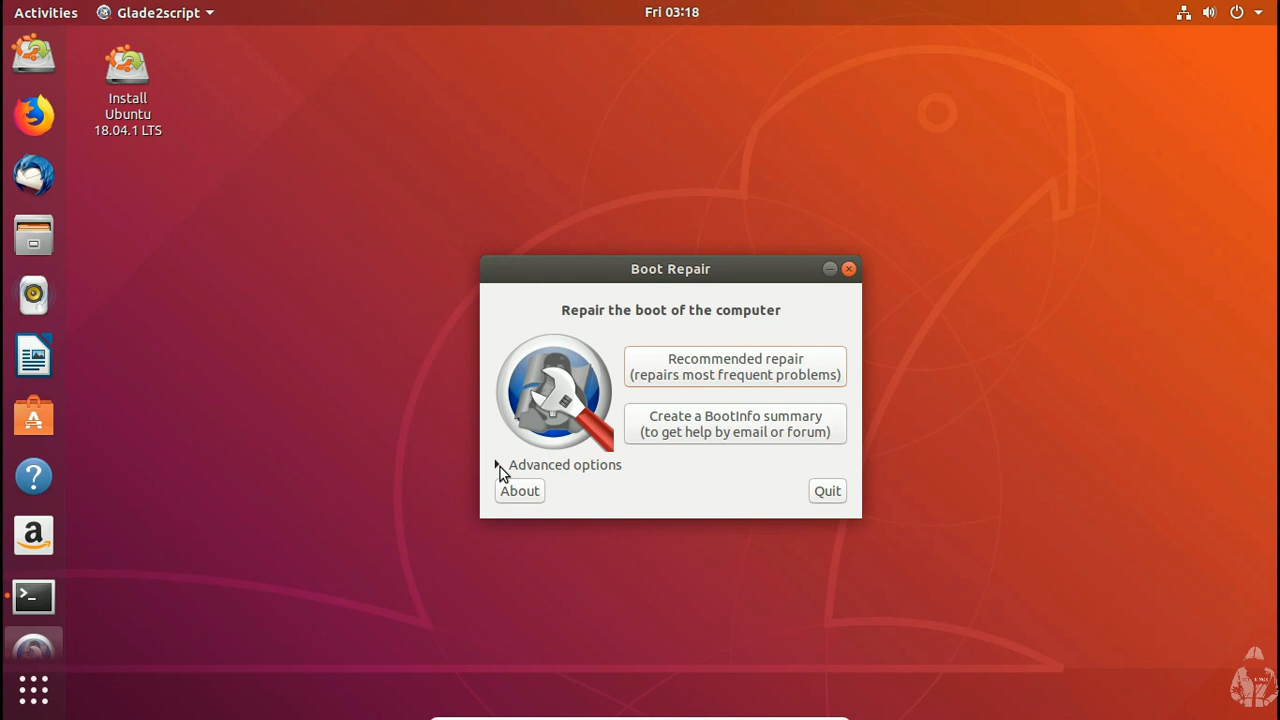 Activities
Glade2script
Fri 03:18
Install
Ubuntu
18.04.1 LTS
Boot Repair
Repair the boot of the computer
Recommended repair
(repairs most frequent problems)
Create a BootInfo summary
(to get help by email or forum)
Advanced options
About
Quit